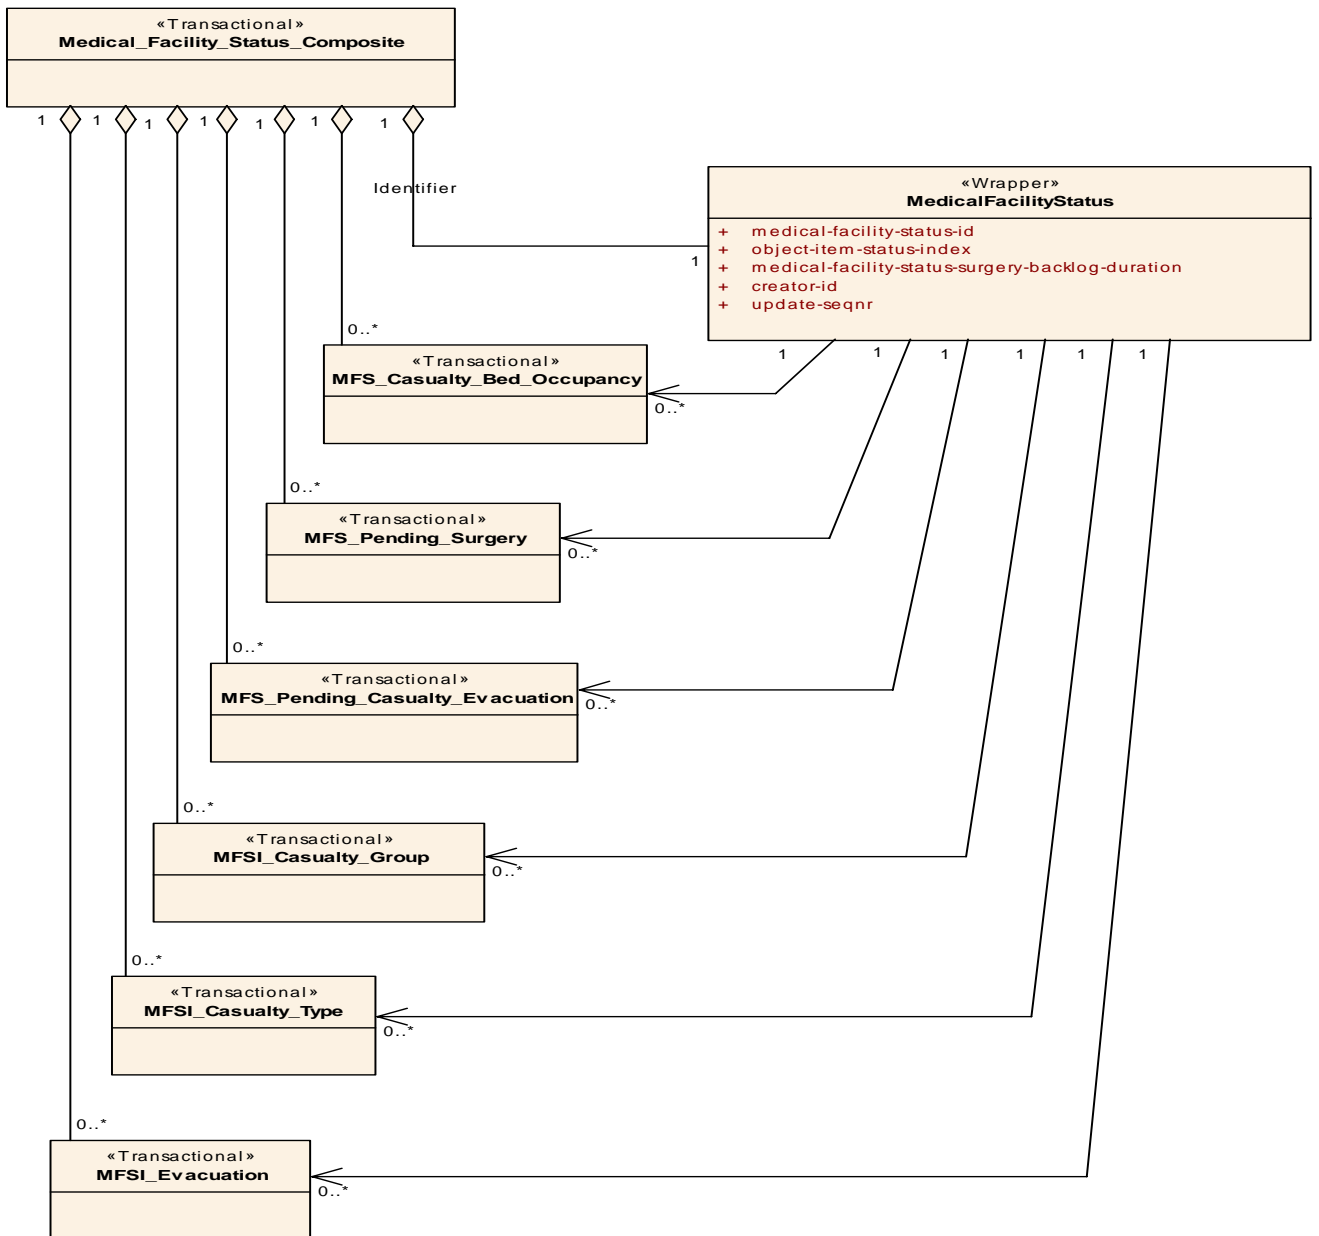 «Transactional»
Medical_Facility_Status_Composite
1 1 1 1 1 1 1
Identifier
«Wrapper»
MedicalFacilityStatus
+ medical-facility-status-id
+ object-item-status-index
+ medical-facility-status-surgery-backlog-duration
+ creator-id
+ update-seqnr
1
1 1 1 1 1 1
0..*
«Transactional»
MFS_Casualty_Bed_Occupancy
0..*
0..*
«Transactional»
MFS_Pending_Surgery
0..*
0..*
«Transactional»
MFS_Pending_Casualty_Evacuation
0..*
0..*
«Transactional»
MFSI_Casualty_Group
0..*
0..*
«Transactional»
MFSI_Casualty_Type
0..*
0..*
«Transactional»
MFSI_Evacuation
0..*